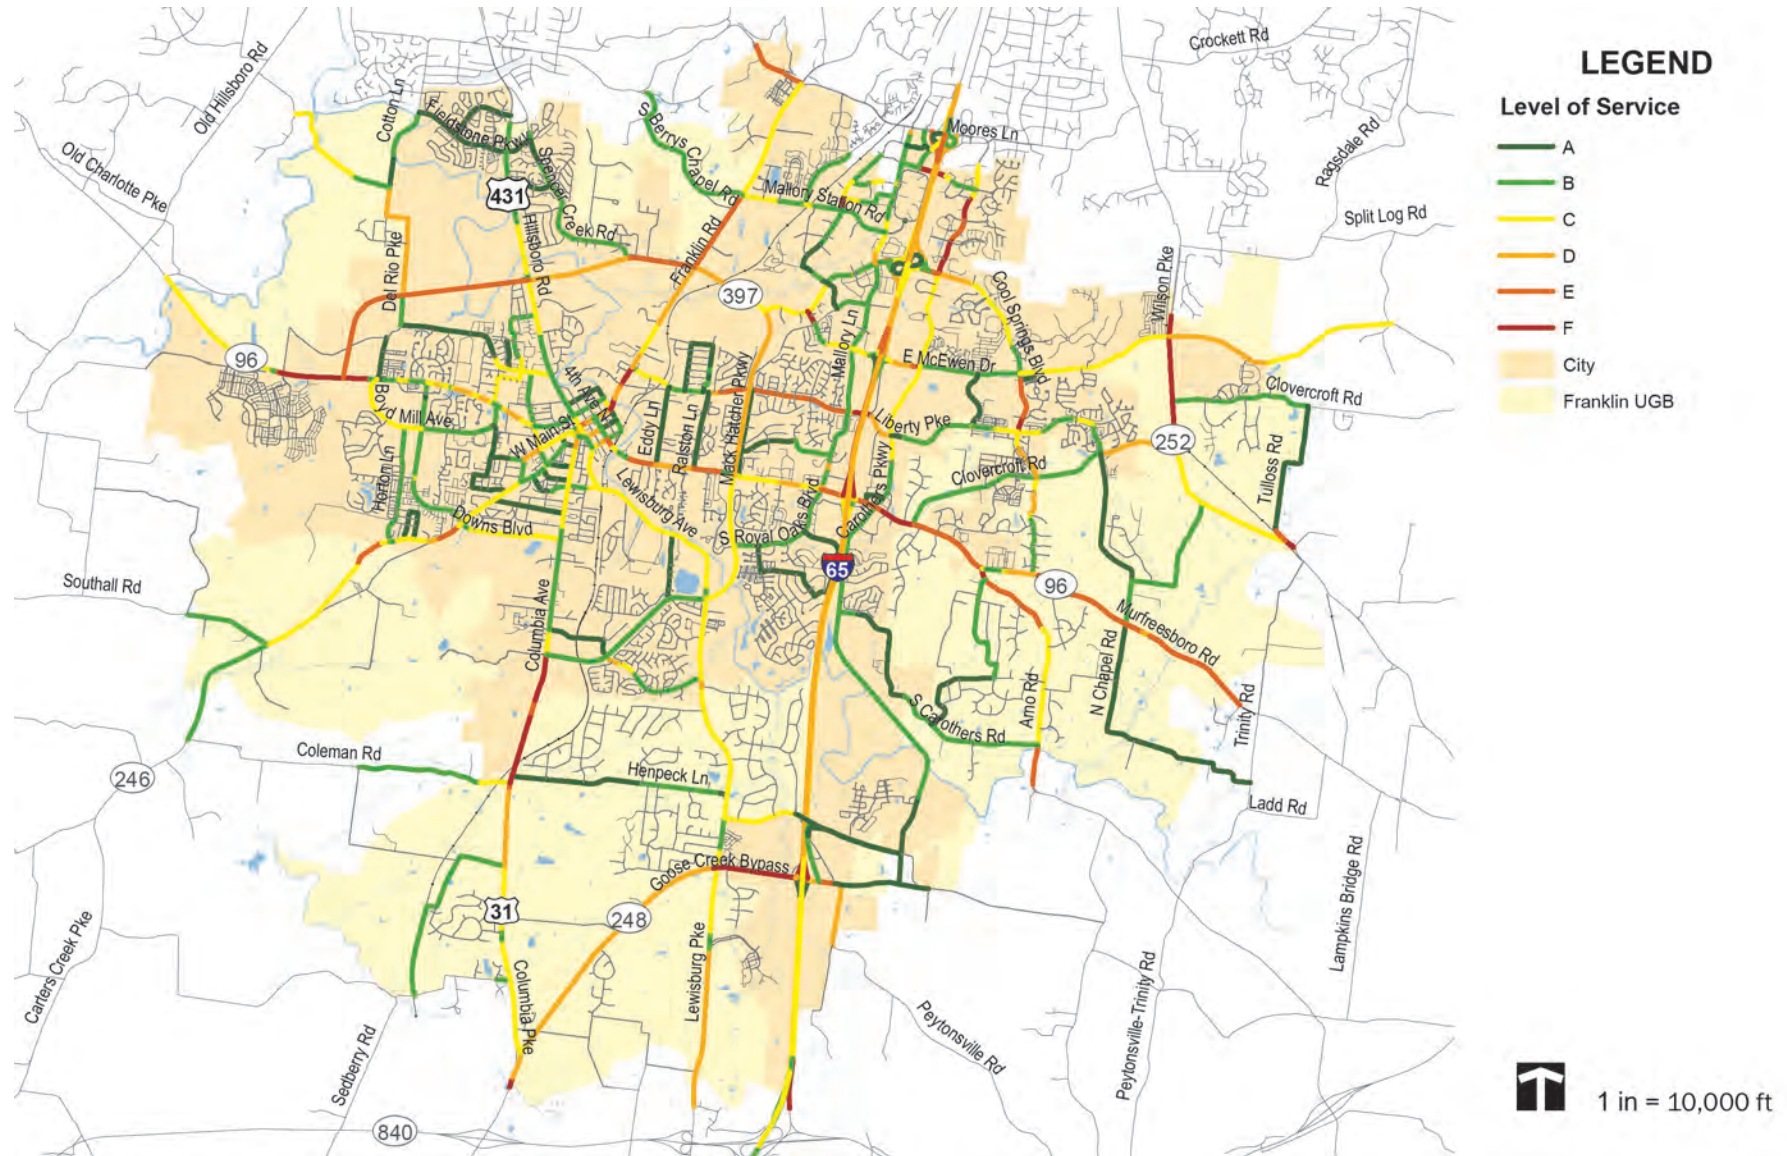 Crockett Rd
Old Hillsboro Rd
Cotton Ln
Fieldstone Pkwy
S Berrys Chapel Rd
Moores Ln
Ragsdale Rd
Old Charlotte Pke
Spencer Creek Rd
431
Mallory Station Rd
Split Log Rd
Hillsboro Rd
Franklin Rd
Del Rio Pke
Wilson Pke
397
Cool Springs Blvd
Mallory Ln
96
E McEwen Dr
Clovercroft Rd
4th Ave N
Mack Hatcher Pkwy
Boyd Mill Ave
Liberty Pke
W Main St
Eddy Ln
Ralston Ln
252
Horton Ln
Lewisburg Ave
Carothers Pkwy
Clovercroft Rd
Tulloss Rd
Downs Blvd
S Royal Oaks Blvd
65
96
Southall Rd
Columbia Ave
Murfreesboro Rd
N Chapel Rd
Arno Rd
S Carothers Rd
Trinity Rd
Coleman Rd
246
Henpeck Ln
Ladd Rd
Goose Creek Bypass
Lampkins Bridge Rd
31
248
Carters Creek Pke
Lewisburg Pke
Columbia Pke
Peytonsville Rd
Peytonsville-Trinity Rd
Sedberry Rd
840
LEGEND
Level of Service
A
B
C
D
E
F
City
Franklin UGB
1 in = 10,000 ft